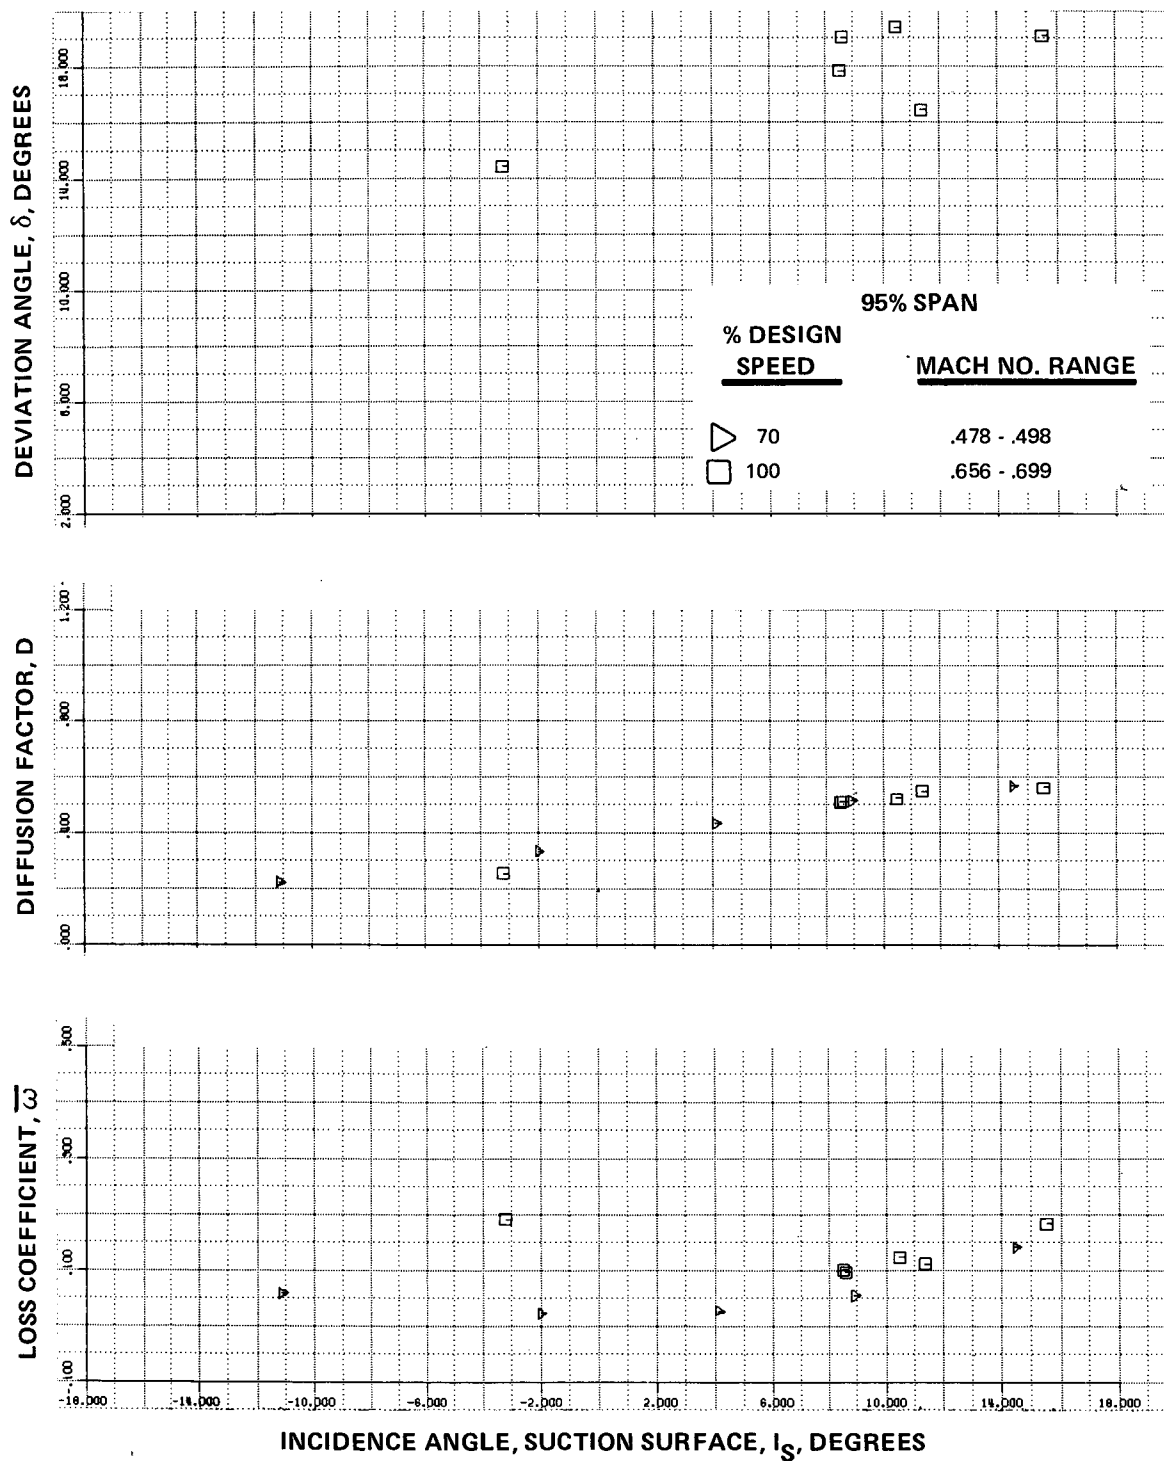 DEVIATION ANGLE, δ, DEGREES
18.000
14.000
10.000
6.000
2.000
95% SPAN
% DESIGN
SPEED MACH NO. RANGE
70 .478 - .498
100 .656 - .699
DIFFUSION FACTOR, D
1.200
.800
.400
.000
LOSS COEFFICIENT, ω̅
.500
.300
.100
-.100
-18.000 -14.000 -10.000 -6.000 -2.000 2.000 6.000 10.000 14.000 18.000
INCIDENCE ANGLE, SUCTION SURFACE, IS, DEGREES